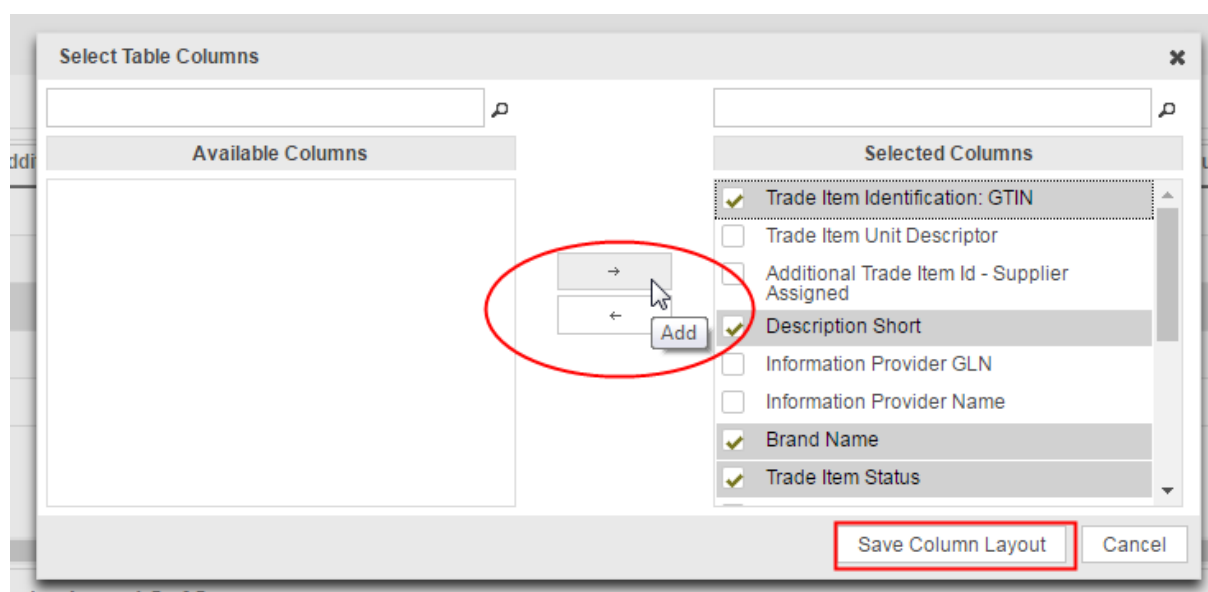 Select Table Columns
Available Columns
Selected Columns
Trade Item Identification: GTIN
Trade Item Unit Descriptor
Additional Trade Item Id - Supplier
Assigned
Description Short
Information Provider GLN
Information Provider Name
Brand Name
Trade Item Status
→
←
Add
Save Column Layout
Cancel